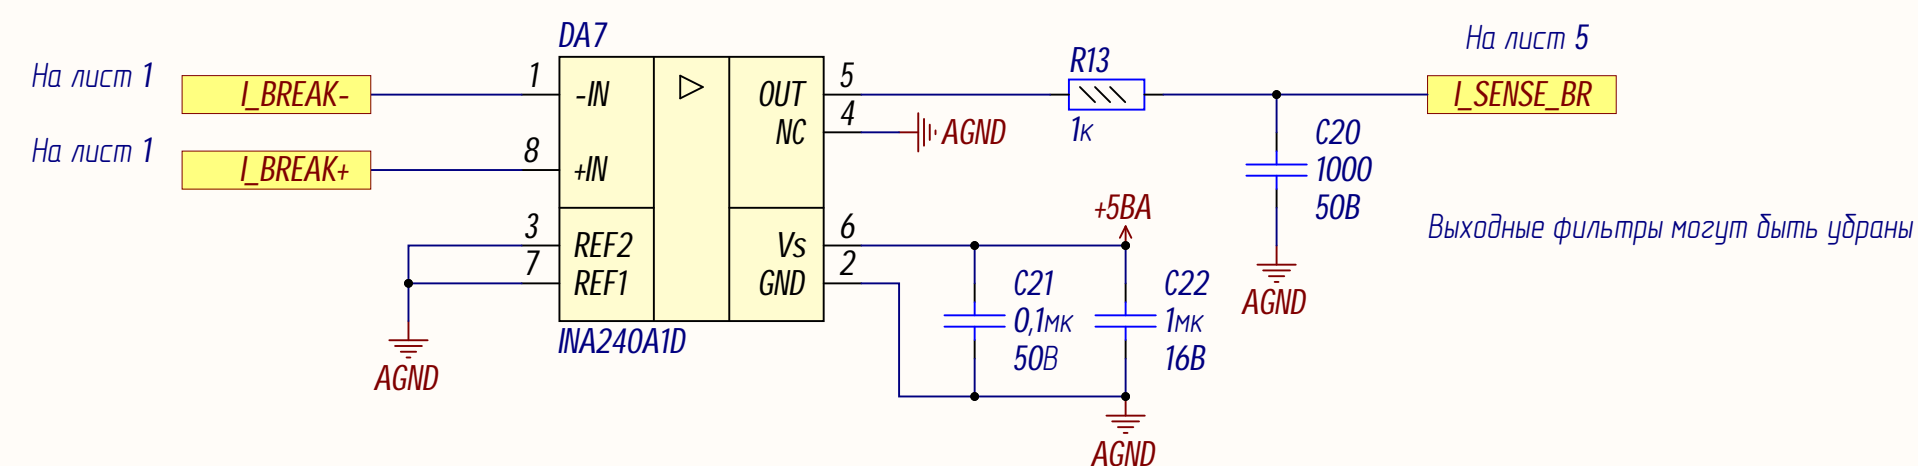 DA7
На лист 1
I_BREAK-
На лист 1
I_BREAK+
1
-IN
8
+IN
3
REF2
7
REF1
OUT
5
NC
4
AGND
Vs
6
GND
2
INA240A1D
AGND
R13
1к
На лист 5
I_SENSE_BR
C20
1000
50В
AGND
Выходные фильтры могут быть убраны
+5ВА
C21
0,1мк
50В
C22
1мк
16В
AGND